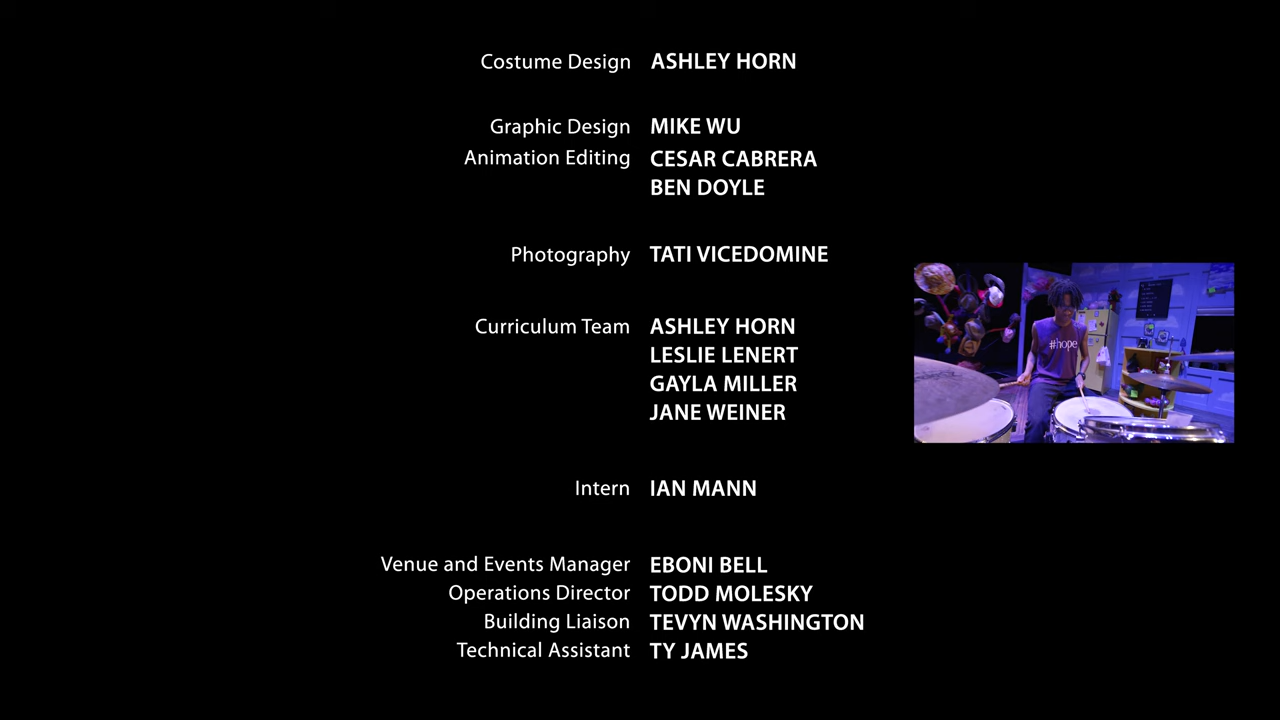 Costume Design ASHLEY HORN
Graphic Design MIKE WU
Animation Editing CESAR CABRERA
BEN DOYLE
Photography TATI VICEDOMINE
#hope
Curriculum Team ASHLEY HORN
LESLIE LENERT
GAYLA MILLER
JANE WEINER
Intern IAN MANN
Venue and Events Manager EBONI BELL
Operations Director TODD MOLESKY
Building Liaison TEVYN WASHINGTON
Technical Assistant TY JAMES